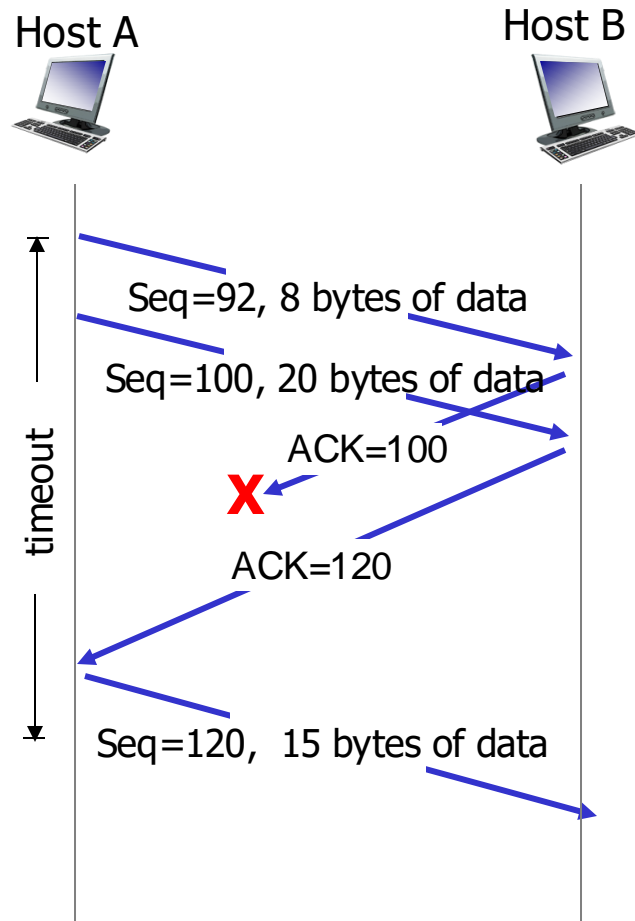 Host A
Host B
Seq=92, 8 bytes of data
Seq=100, 20 bytes of data
ACK=100
X
timeout
ACK=120
Seq=120, 15 bytes of data